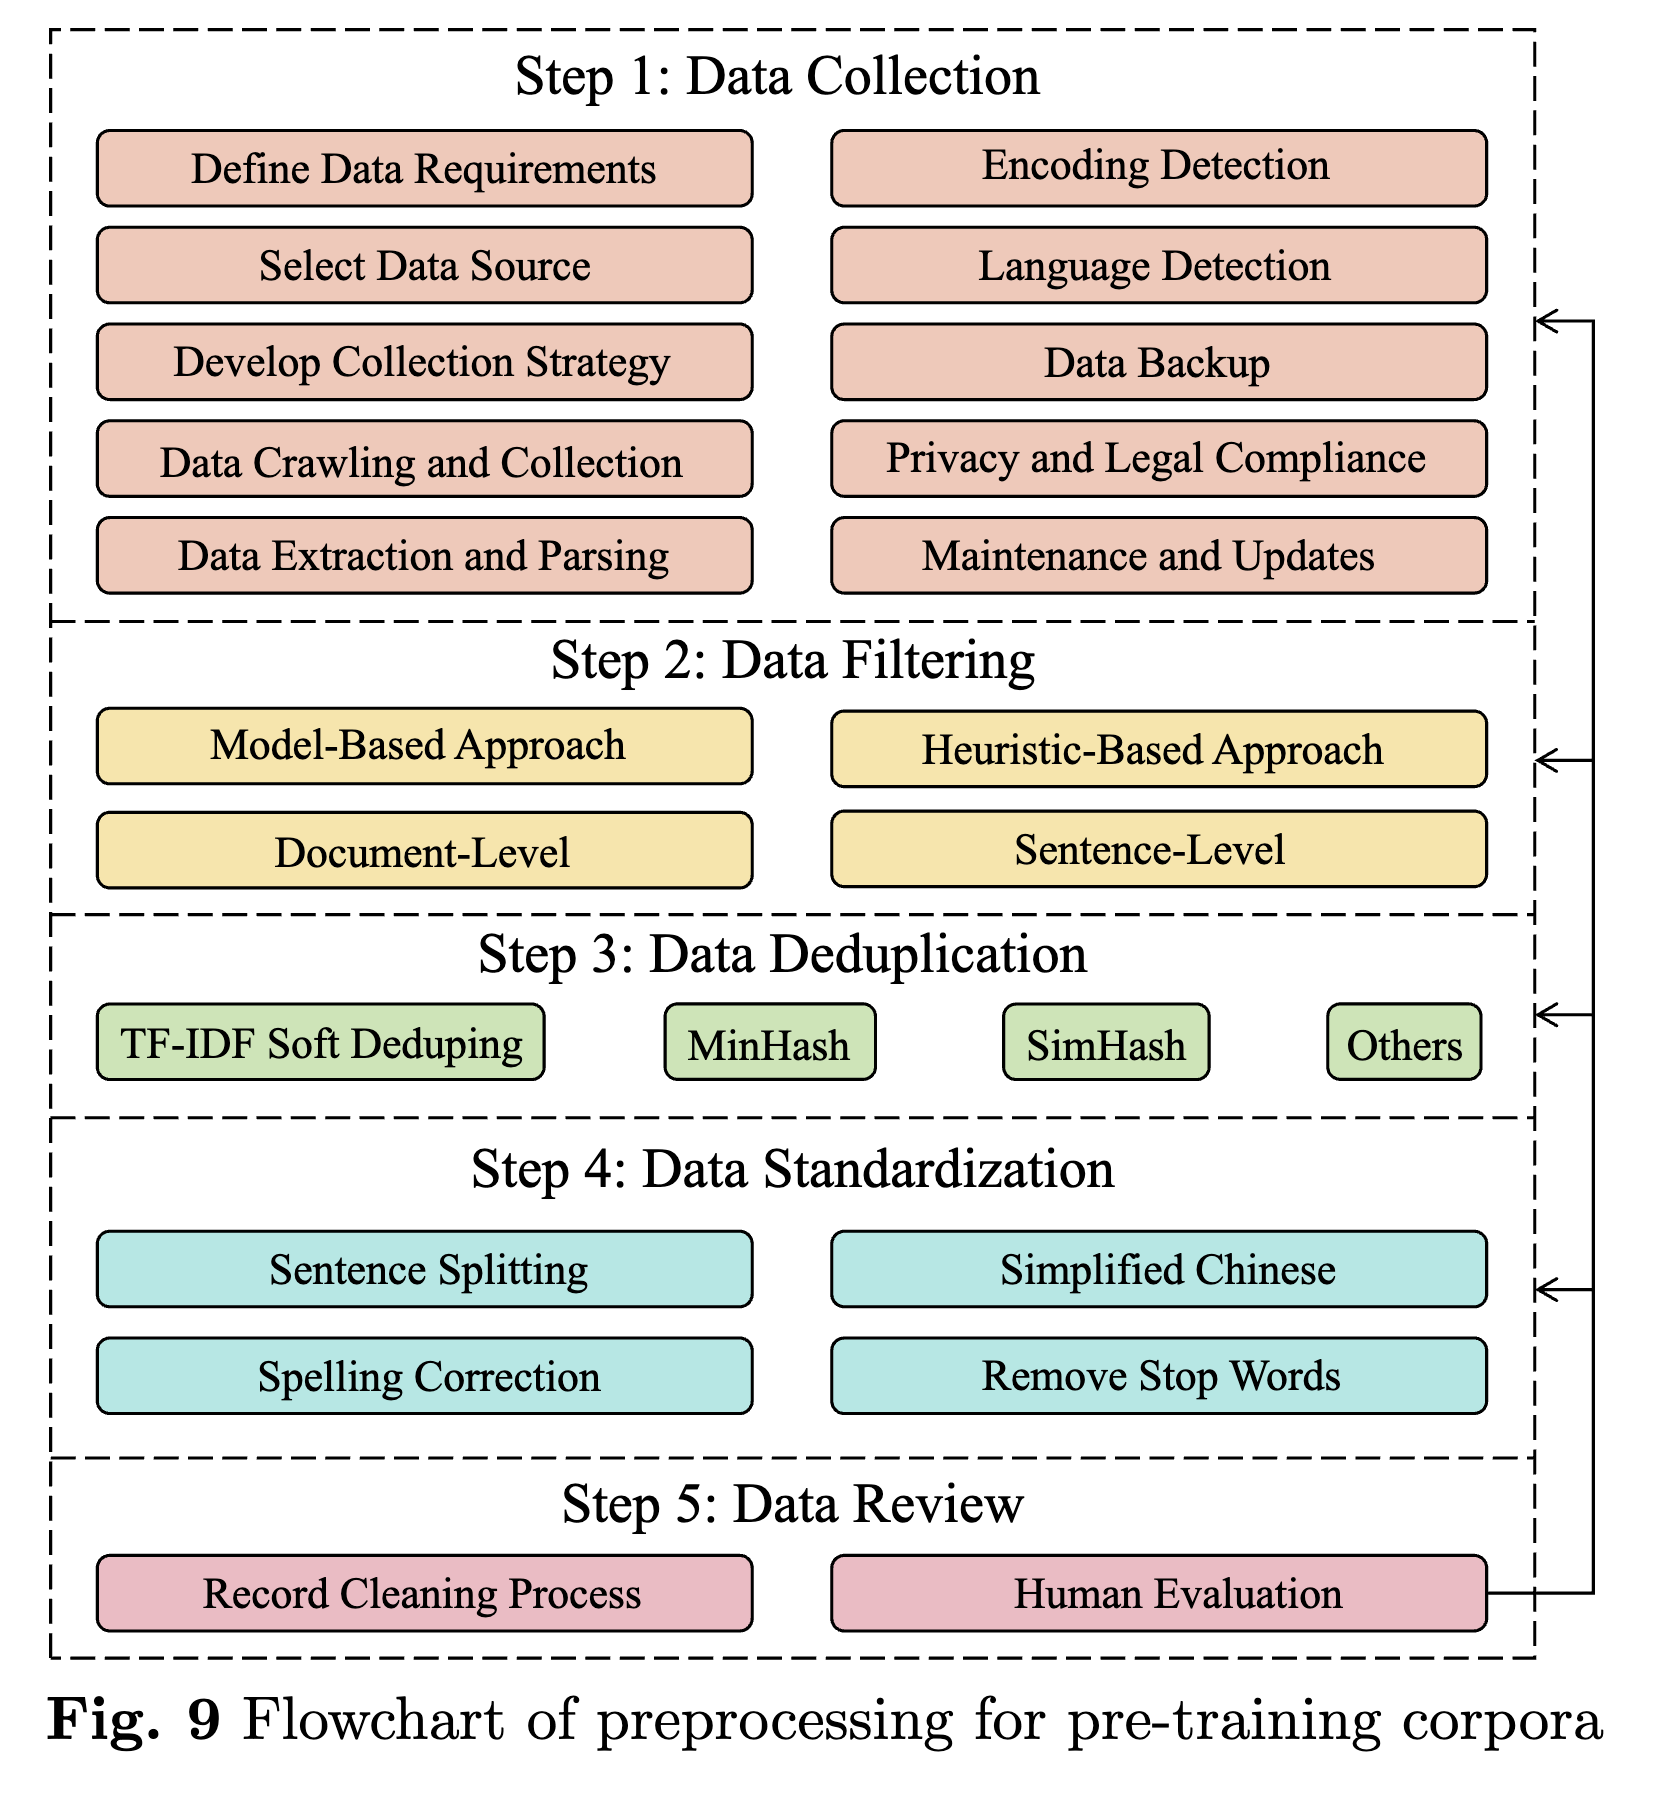 Step 1: Data Collection
Define Data Requirements
Encoding Detection
Select Data Source
Language Detection
Develop Collection Strategy
Data Backup
Data Crawling and Collection
Privacy and Legal Compliance
Data Extraction and Parsing
Maintenance and Updates
Step 2: Data Filtering
Model-Based Approach
Heuristic-Based Approach
Document-Level
Sentence-Level
Step 3: Data Deduplication
TF-IDF Soft Deduping
MinHash
SimHash
Others
Step 4: Data Standardization
Sentence Splitting
Simplified Chinese
Spelling Correction
Remove Stop Words
Step 5: Data Review
Record Cleaning Process
Human Evaluation
Fig. 9 Flowchart of preprocessing for pre-training corpora